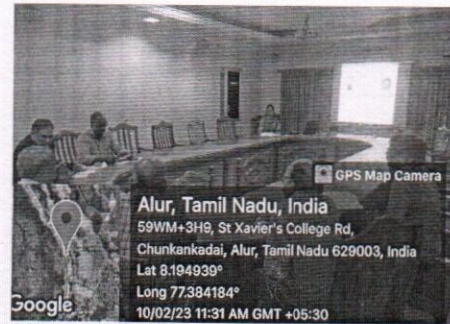 GPS Map Camera
Alur, Tamil Nadu, India
59WM+3H9, St Xavier's College Rd,
Chunkankadai, Alur, Tamil Nadu 629003, India
Lat 8.194939°
Long 77.384184°
10/02/23 11:31 AM GMT +05:30
Google